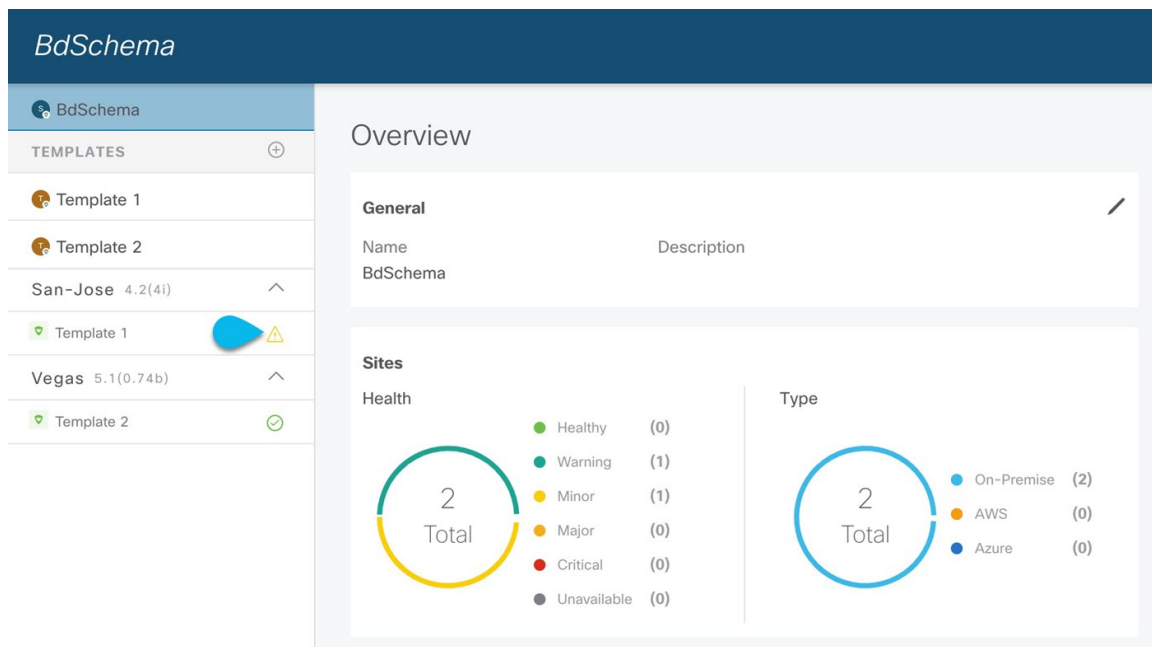 BdSchema
BdSchema
TEMPLATES
Template 1
Template 2
San-Jose 4.2(4i)
Template 1
Vegas 5.1(0.74b)
Template 2
Overview
General
Name Description
BdSchema
Sites
Health
2
Total
Healthy (0)
Warning (1)
Minor (1)
Major (0)
Critical (0)
Unavailable (0)
Type
2
Total
On-Premise (2)
AWS (0)
Azure (0)